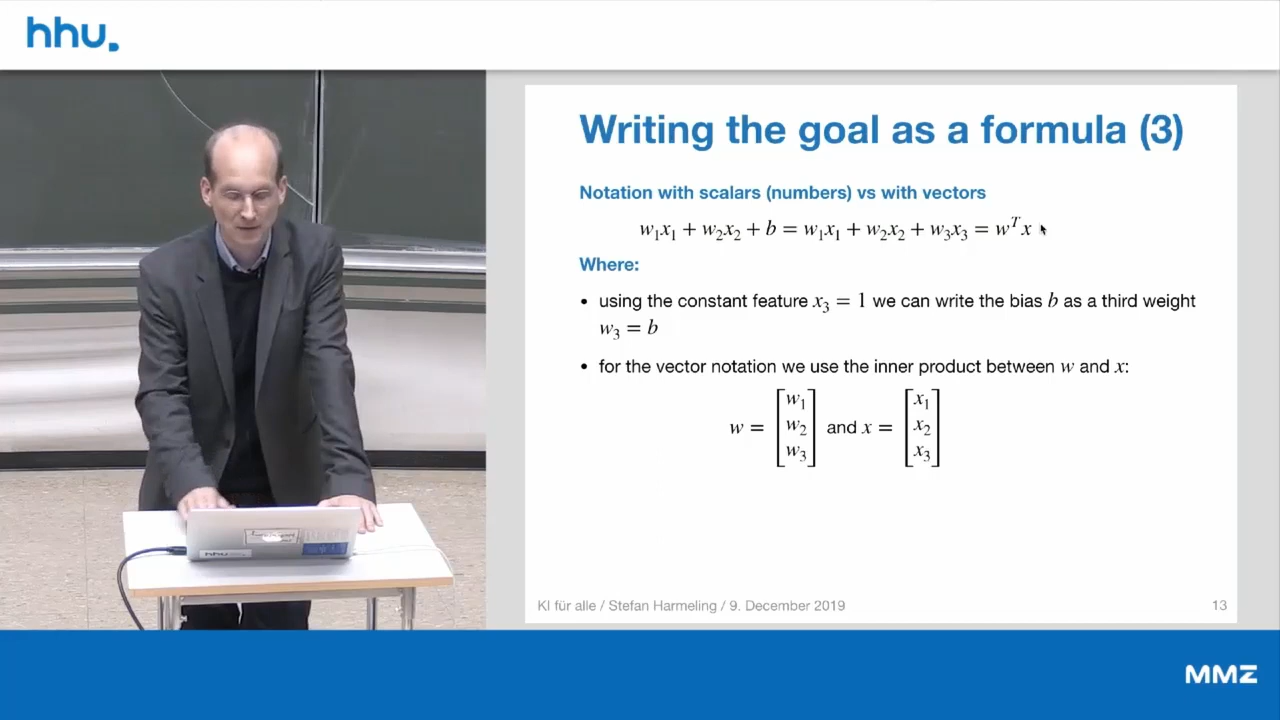 hhu.
Writing the goal as a formula (3)
Notation with scalars (numbers) vs with vectors
w₁x₁ + w₂x₂ + b = w₁x₁ + w₂x₂ + w₃x₃ = wᵀx
Where:
• using the constant feature x₃ = 1 we can write the bias b as a third weight
w₃ = b
• for the vector notation we use the inner product between w and x:
w = [w₁ w₂ w₃] and x = [x₁ x₂ x₃]
hhu
KI für alle / Stefan Harmeling / 9. December 2019
13
MMZ